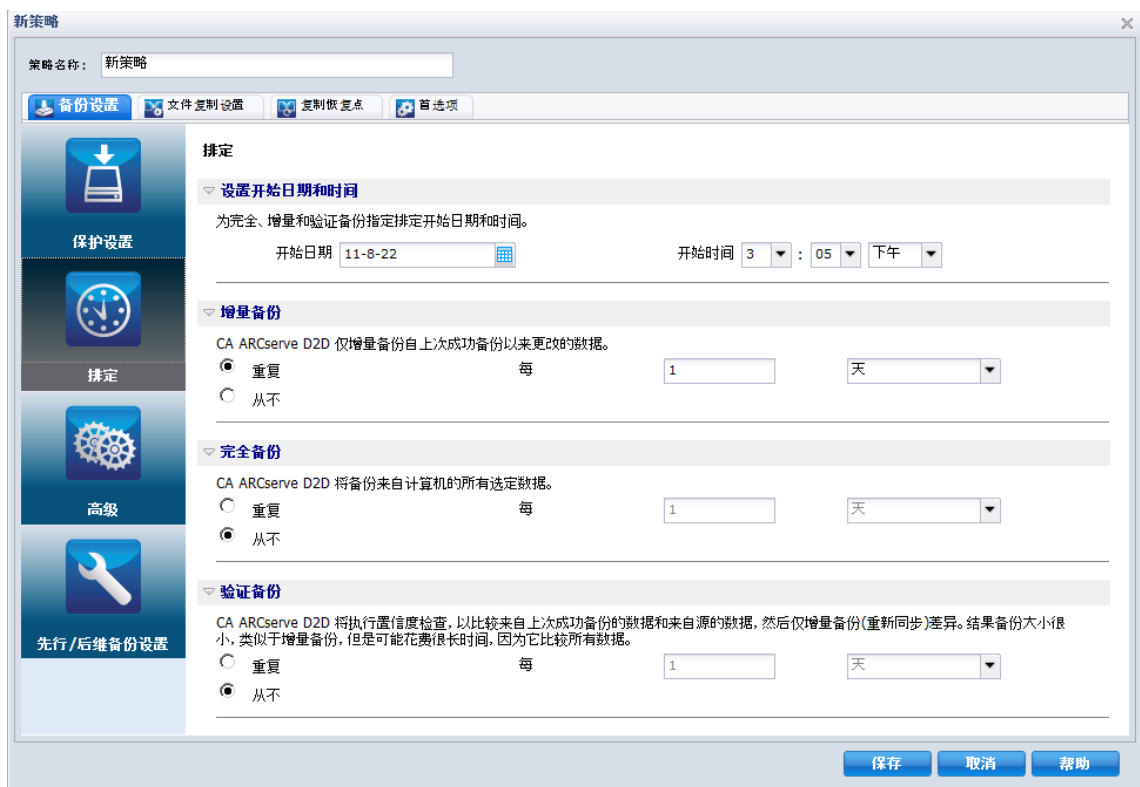 新策略
策略名称: 新策略
备份设置 文件复制设置 复制恢复点 首选项
保护设置
排定
高级
先行/后继备份设置
排定
设置开始日期和时间
为完全、增量和验证备份指定排定开始日期和时间。
开始日期 11-8-22 开始时间 3 : 05 下午
增量备份
CA ARCserve D2D 仅增量备份自上次成功备份以来更改的数据。
重复 每 1 天
从不
完全备份
CA ARCserve D2D 将备份来自计算机的所有选定数据。
重复 每 1 天
从不
验证备份
CA ARCserve D2D 将执行置信度检查, 以比较来自上次成功备份的数据和来自源的数据, 然后仅增量备份(重新同步)差异。结果备份大小很
小, 类似于增量备份, 但是可能花费很长时间, 因为它比较所有数据。
重复 每 1 天
从不
保存 取消 帮助